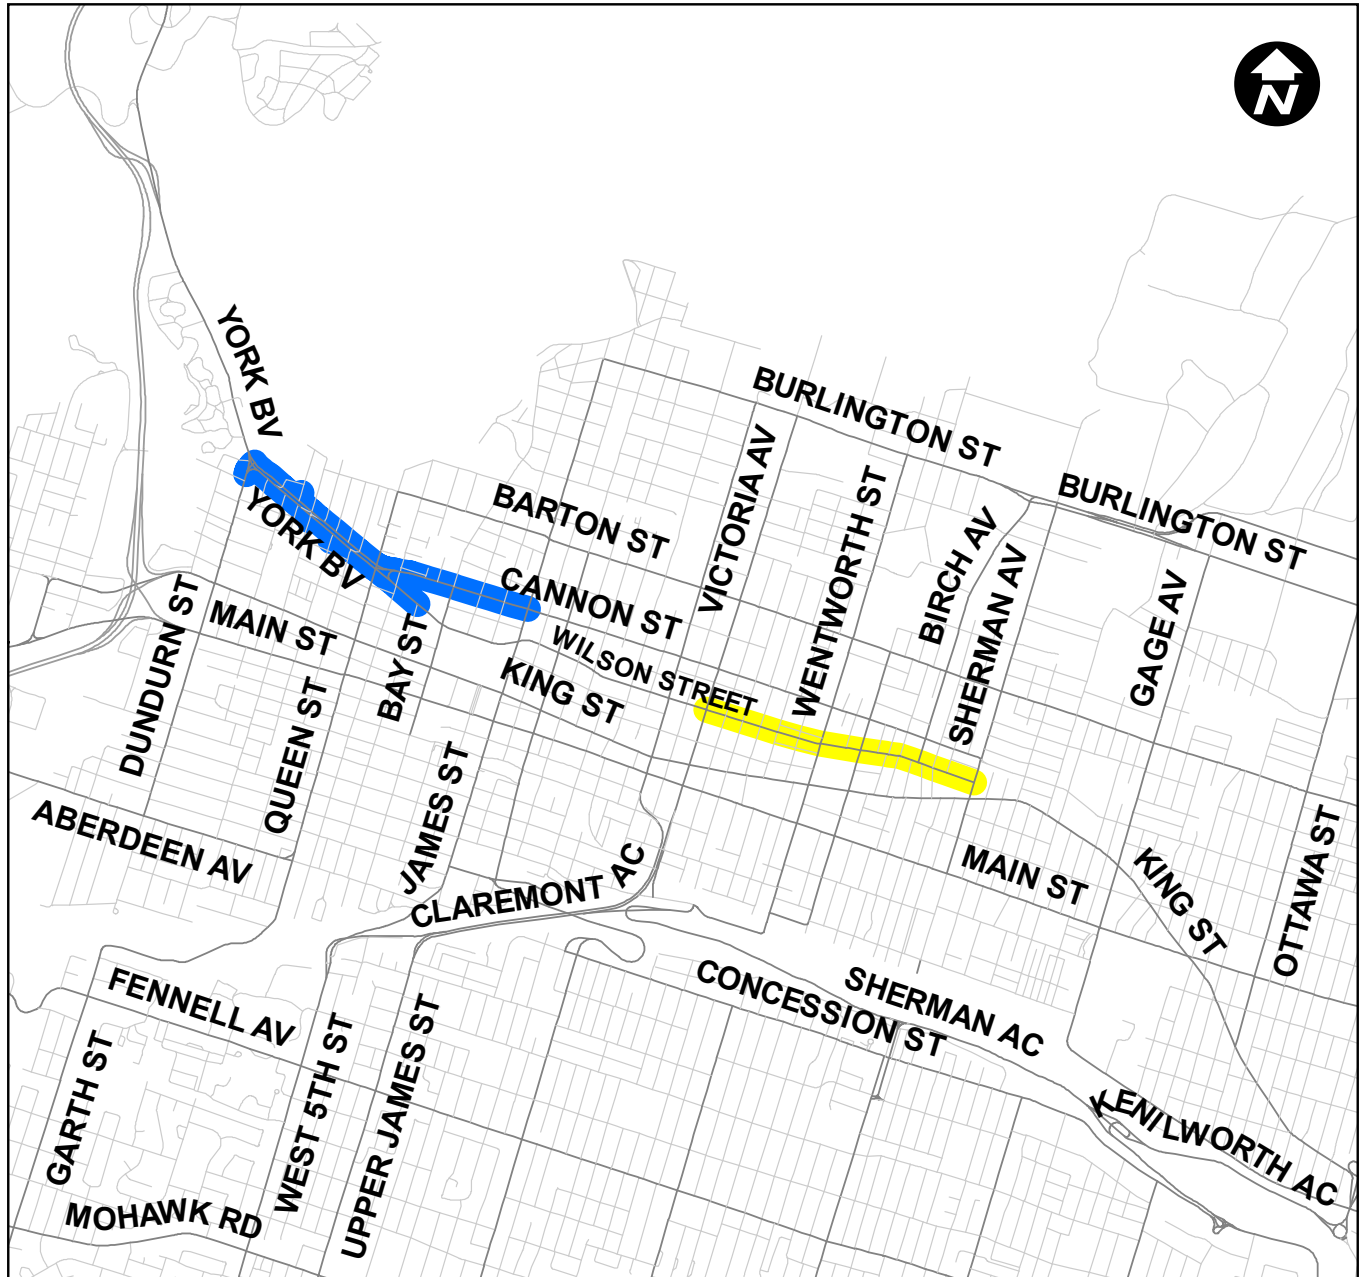 N
YORK BV
BURLINGTON ST
BURLINGTON ST
BARTON ST
VICTORIA AV
WENTWORTH ST
BIRCH AV
SHERMAN AV
GAGE AV
YORK BV
CANNON ST
WILSON STREET
DUNDURN ST
MAIN ST
BAY ST
KING ST
QUEEN ST
JAMES ST
ABERDEEN AV
CLAREMONT AC
MAIN ST
KING ST
OTTAWA ST
FENNELL AV
CONCESSION ST
SHERMAN AC
GARTH ST
WEST 5TH ST
UPPER JAMES ST
KENILWORTH AC
MOHAWK RD